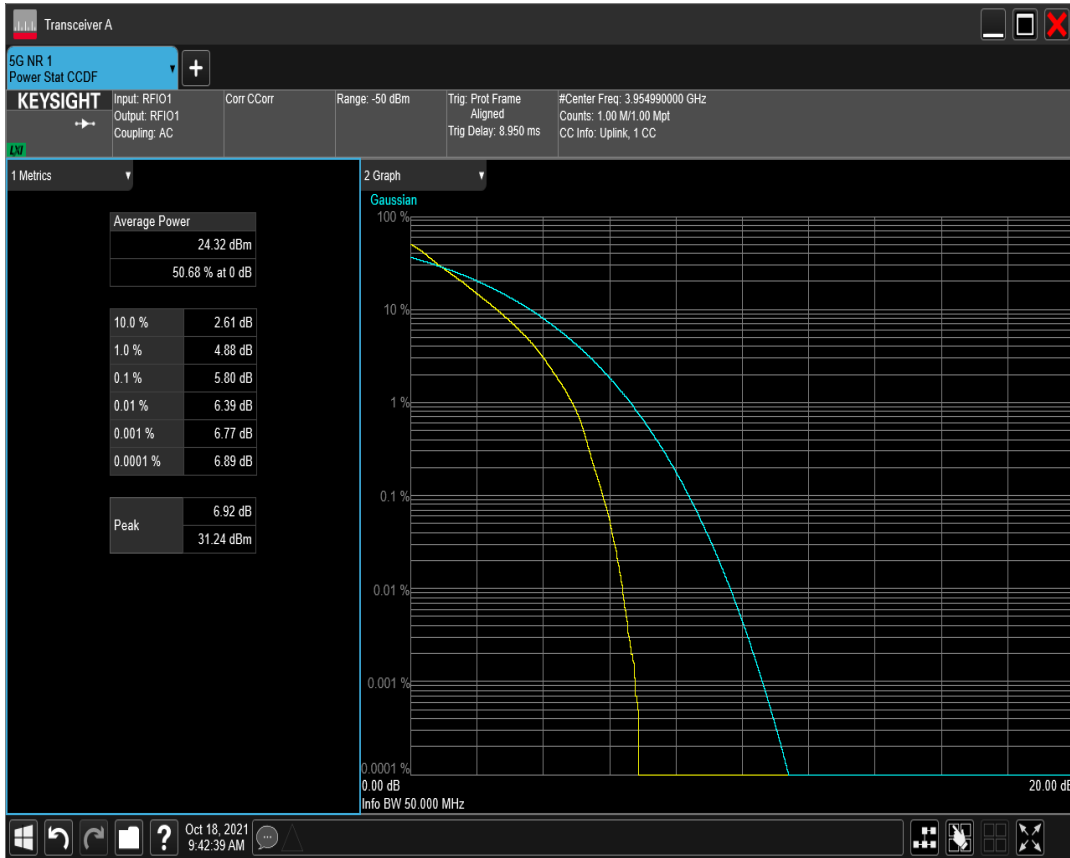 Transceiver A
5G NR 1
Power Stat CCDF
KEYSIGHT
LXI
Input: RFIO1
Output: RFIO1
Coupling: AC
Corr CCorr
Range: -50 dBm
Trig: Prot Frame
Aligned
Trig Delay: 8.950 ms
#Center Freq: 3.954990000 GHz
Counts: 1.00 M/1.00 Mpt
CC Info: Uplink, 1 CC
1 Metrics
Average Power
24.32 dBm
50.68 % at 0 dB
10.0 % 2.61 dB
1.0 % 4.88 dB
0.1 % 5.80 dB
0.01 % 6.39 dB
0.001 % 6.77 dB
0.0001 % 6.89 dB
Peak
6.92 dB
31.24 dBm
2 Graph
Gaussian
100 %
10 %
1 %
0.1 %
0.01 %
0.001 %
0.0001 %
0.00 dB 20.00 dB
Info BW 50.000 MHz
?
Oct 18, 2021
9:42:39 AM